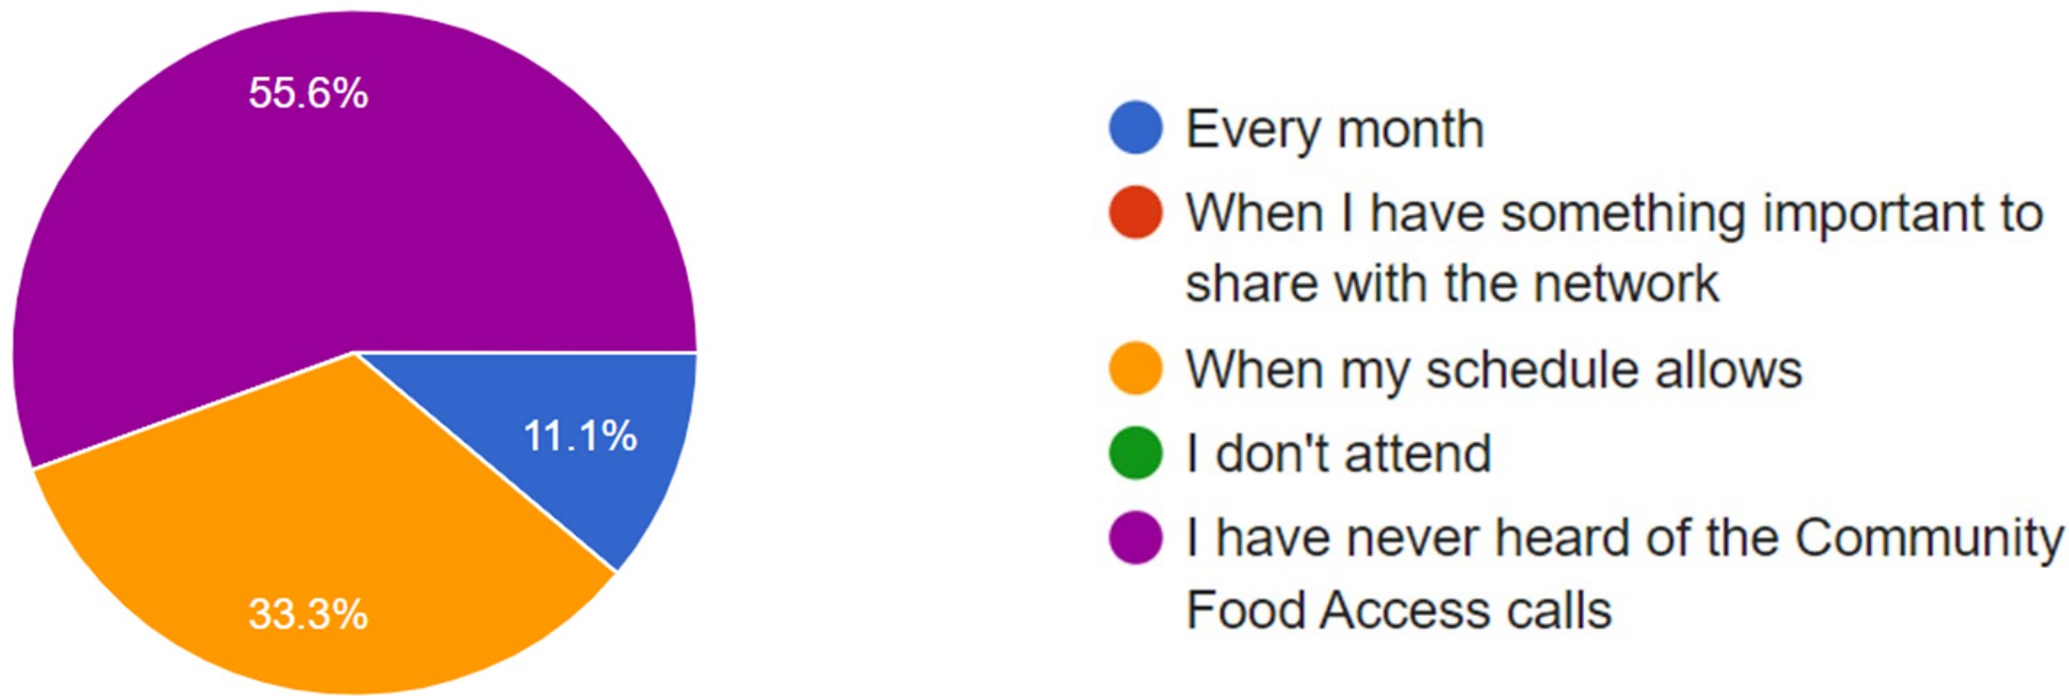 55.6%
11.1%
33.3%
Every month
When I have something important to
share with the network
When my schedule allows
I don't attend
I have never heard of the Community
Food Access calls